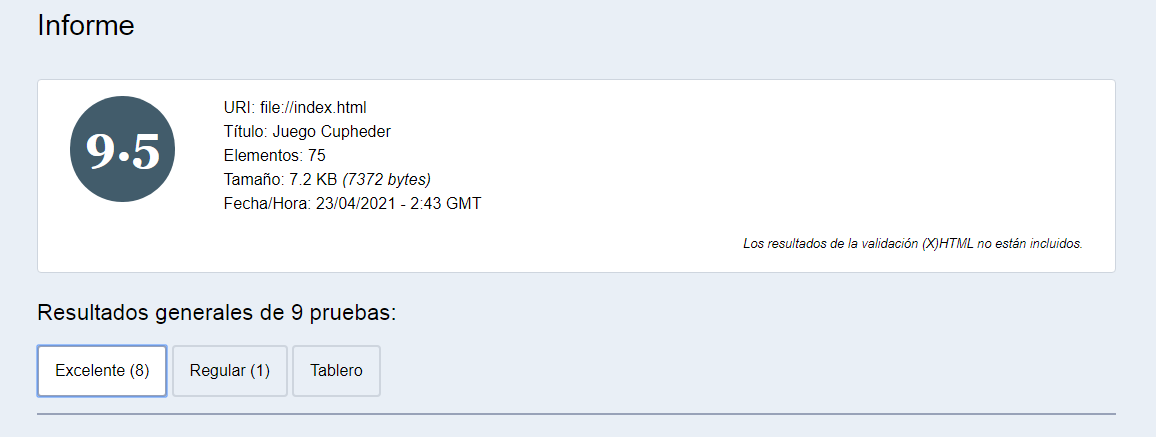 Informe
9.5
URI: file://index.html
Título: Juego Cupheder
Elementos: 75
Tamaño: 7.2 KB (7372 bytes)
Fecha/Hora: 23/04/2021 - 2:43 GMT
Los resultados de la validación (X)HTML no están incluidos.
Resultados generales de 9 pruebas:
Excelente (8) Regular (1) Tablero